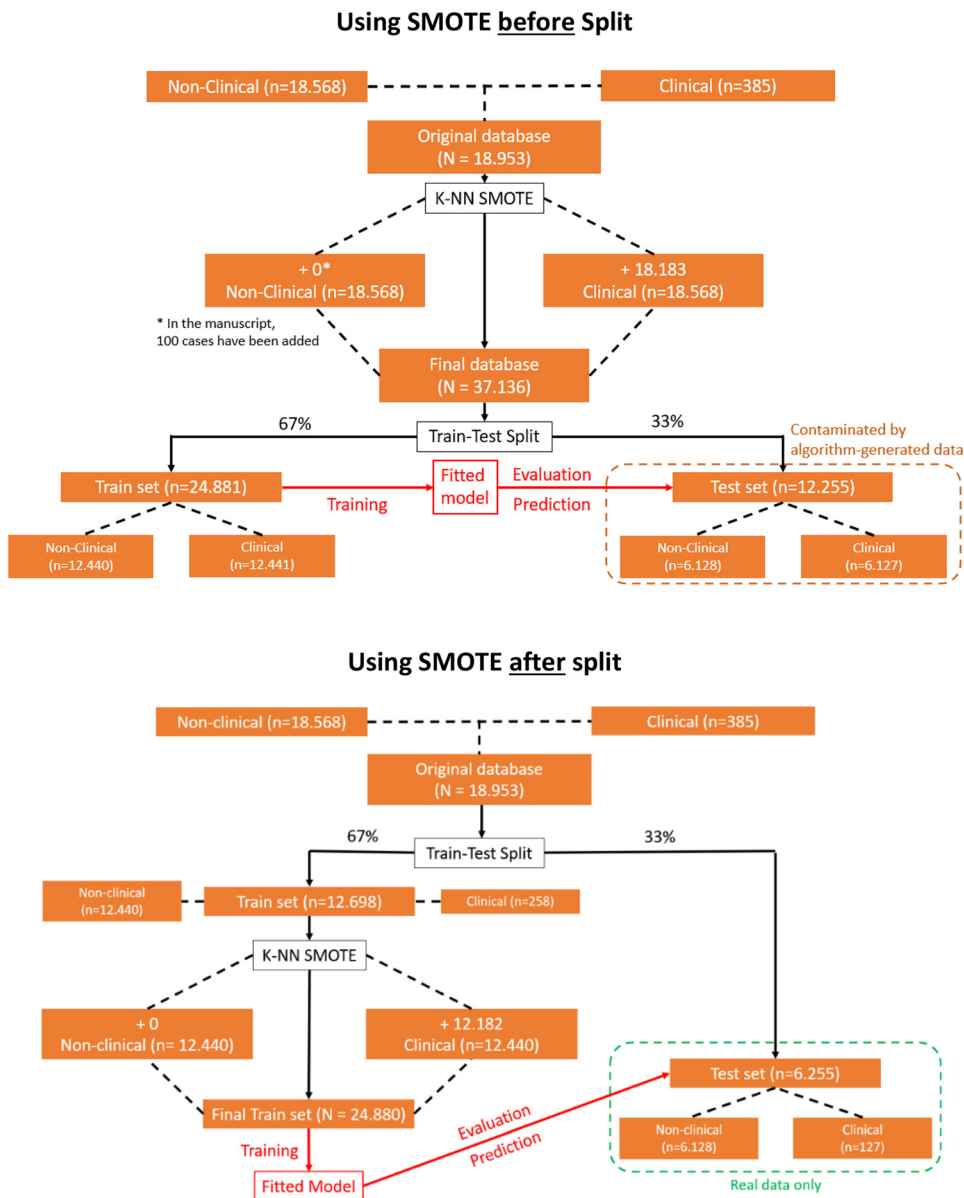 Using SMOTE before Split
Non-Clinical (n=18.568)
Clinical (n=385)
Original database
(N = 18.953)
K-NN SMOTE
+ 0*
Non-Clinical (n=18.568)
+ 18.183
Clinical (n=18.568)
* In the manuscript,
100 cases have been added
Final database
(N = 37.136)
67%
Train-Test Split
33%
Contaminated by
algorithm-generated data
Train set (n=24.881)
Training
Fitted
model
Evaluation
Prediction
Test set (n=12.255)
Non-Clinical
(n=12.440)
Clinical
(n=12.441)
Non-Clinical
(n=6.128)
Clinical
(n=6.127)
Using SMOTE after split
Non-clinical (n=18.568)
Clinical (n=385)
Original database
(N = 18.953)
67%
Train-Test Split
33%
Non-clinical
(n=12.440)
Train set (n=12.698)
Clinical (n=258)
K-NN SMOTE
+ 0
Non-clinical (n= 12.440)
+ 12.182
Clinical (n=12.440)
Final Train set (N = 24.880)
Training
Fitted Model
Evaluation
Prediction
Test set (n=6.255)
Non-clinical
(n=6.128)
Clinical
(n=127)
Real data only